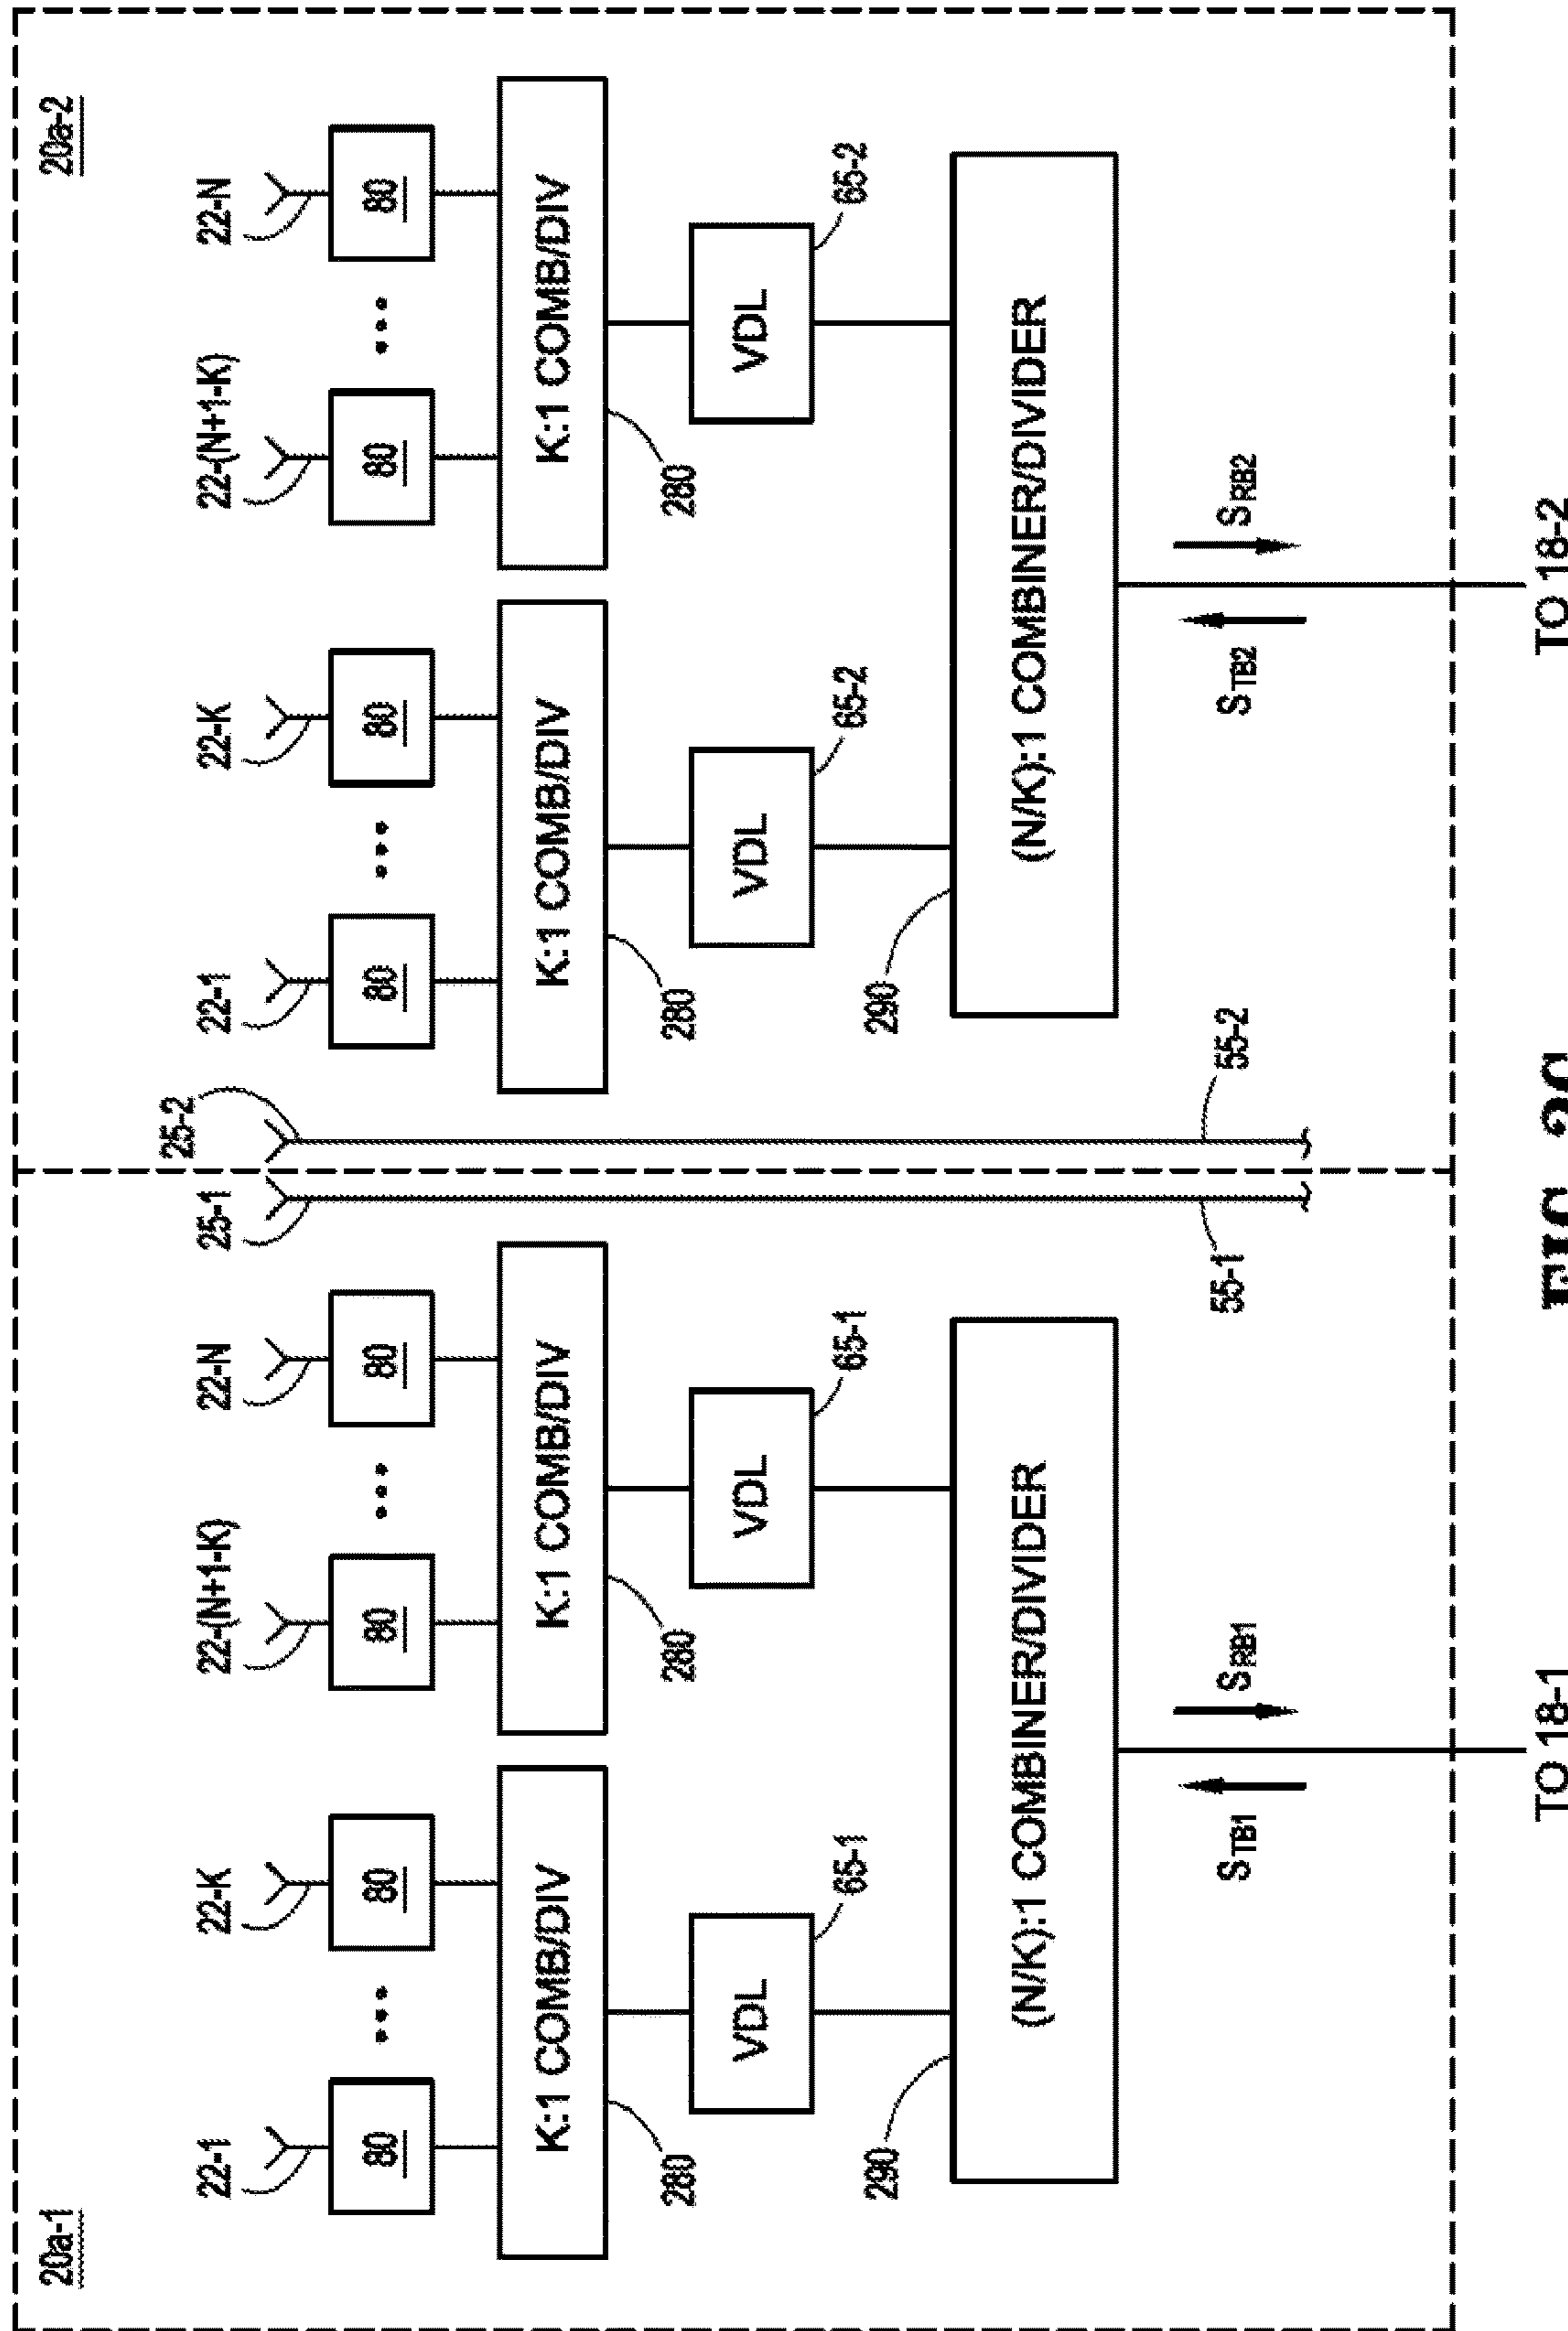 20a-1
20a-2
22-1
22-K
22-(N+1-K)
22-N
25-1
25-2
22-1
22-K
22-(N+1-K)
22-N
80
80
80
80
80
80
80
80
K:1 COMB/DIV
K:1 COMB/DIV
K:1 COMB/DIV
K:1 COMB/DIV
280
280
280
280
VDL
VDL
VDL
VDL
65-1
65-1
65-2
65-2
290
290
(N/K):1 COMBINER/DIVIDER
(N/K):1 COMBINER/DIVIDER
STB1
SRB1
55-1
55-2
STB2
SRB2
TO 18-1
TO 18-2
FIG.